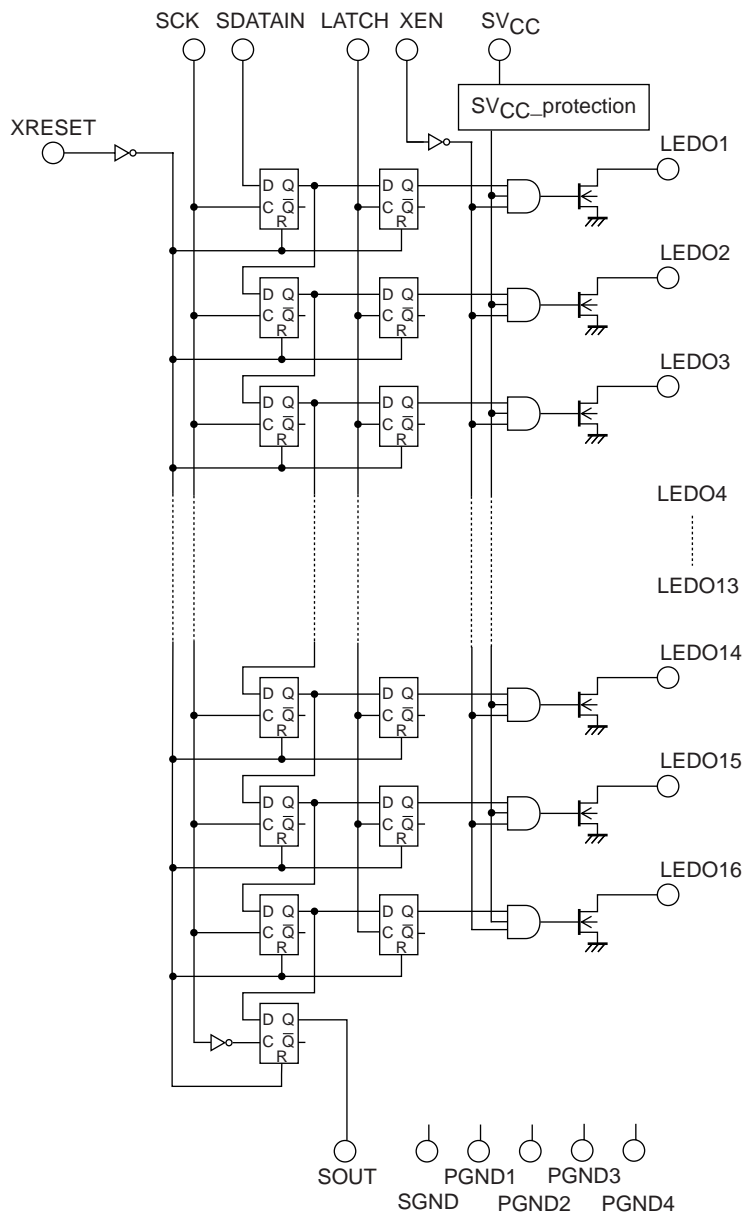 SCK SDATAIN LATCH XEN SVCC
SVCC_protection
XRESET
LEDO1
D Q D Q
C Q̅ C Q̅
R R
LEDO2
D Q D Q
C Q̅ C Q̅
R R
LEDO3
D Q D Q
C Q̅ C Q̅
R R
LEDO4
LEDO13
LEDO14
D Q D Q
C Q̅ C Q̅
R R
LEDO15
D Q D Q
C Q̅ C Q̅
R R
LEDO16
D Q D Q
C Q̅ C Q̅
R R
D Q
C Q̅
R
SOUT PGND1 PGND3
SGND PGND2 PGND4